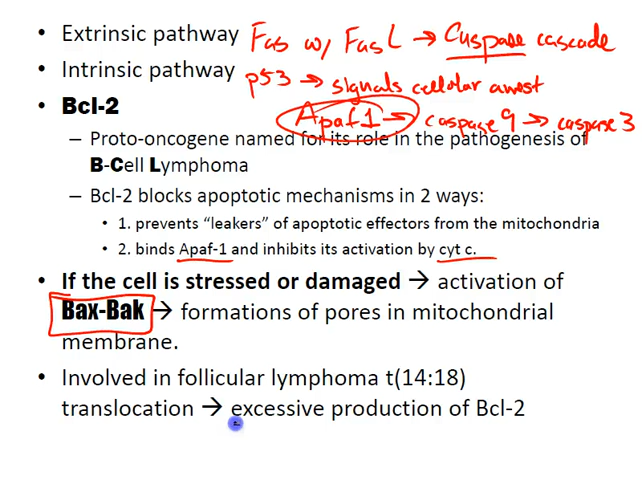 • Extrinsic pathway Fas w/ FasL → Caspase cascade
• Intrinsic pathway p53 → signals cellular arrest
• Bcl-2 Apaf1 → caspase 9 → caspase 3
– Proto-oncogene named for its role in the pathogenesis of
B-Cell Lymphoma
– Bcl-2 blocks apoptotic mechanisms in 2 ways:
• 1. prevents “leakers” of apoptotic effectors from the mitochondria
• 2. binds Apaf-1 and inhibits its activation by cyt c.
• If the cell is stressed or damaged → activation of
Bax-Bak → formations of pores in mitochondrial
membrane.
• Involved in follicular lymphoma t(14:18)
translocation → excessive production of Bcl-2